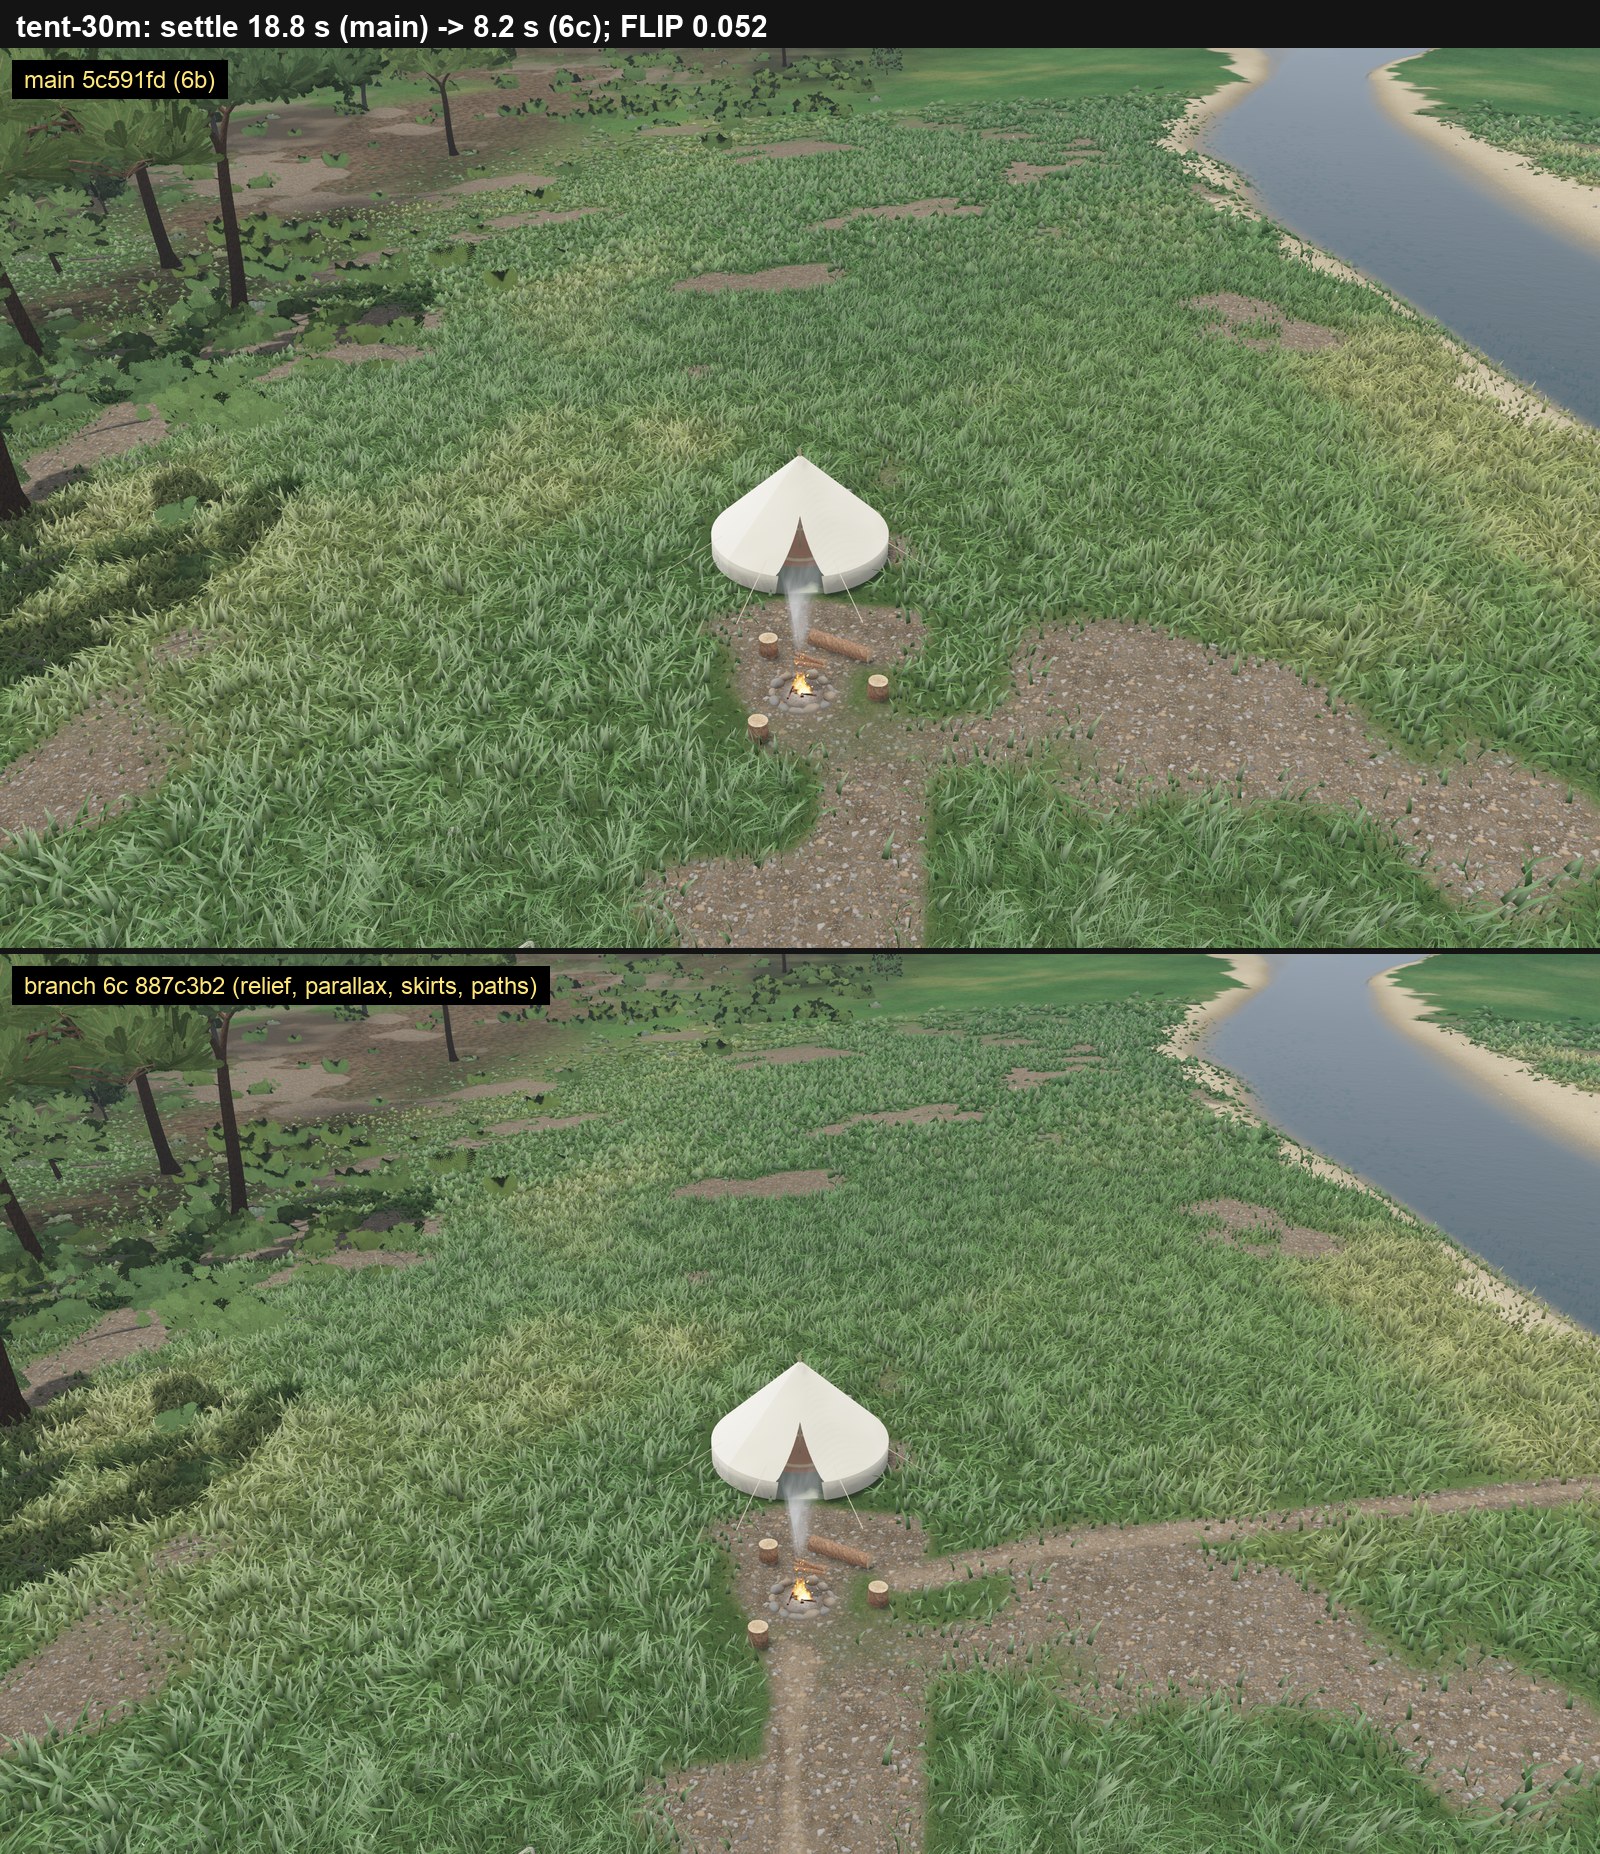 tent-30m: settle 18.8 s (main) -> 8.2 s (6c); FLIP 0.052
main 5c591fd (6b)
branch 6c 887c3b2 (relief, parallax, skirts, paths)